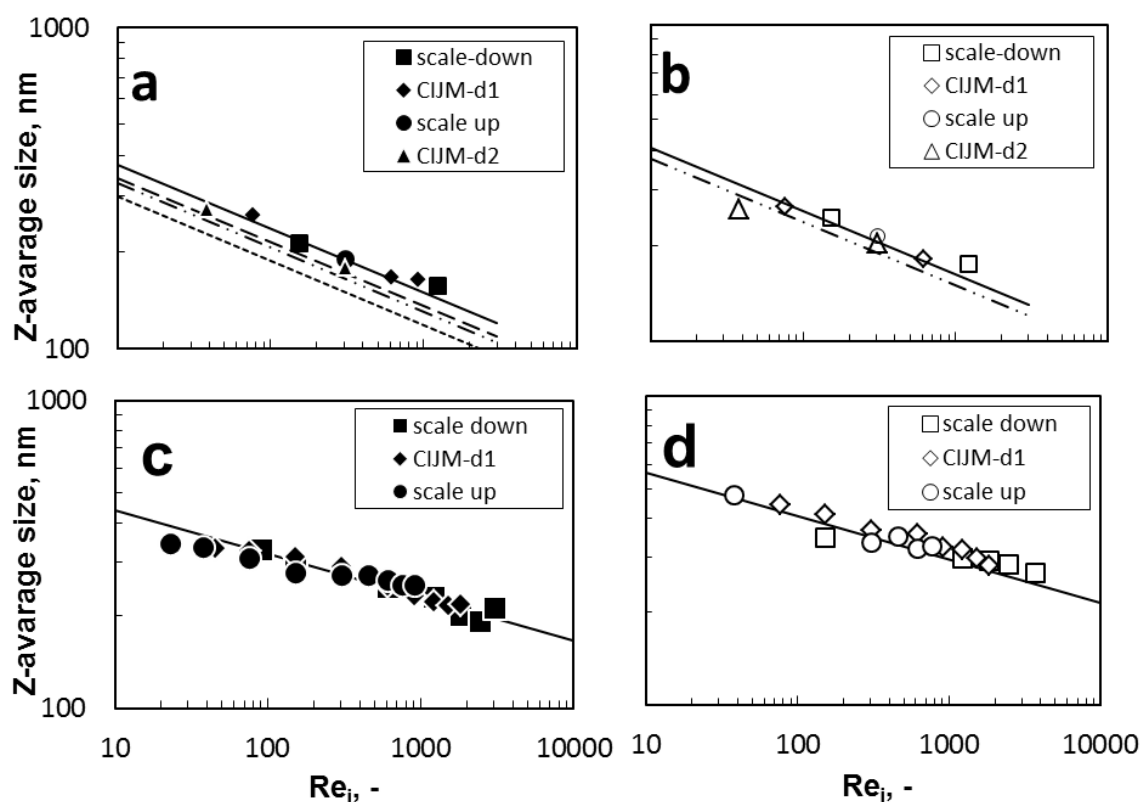 1000
100
Z-avarage size, nm
a
scale-down
CIJM-d1
scale up
CIJM-d2
b
scale-down
CIJM-d1
scale up
CIJM-d2
1000
100
Z-avarage size, nm
c
scale down
CIJM-d1
scale up
10
100
1000
10000
Rej, -
d
scale down
CIJM-d1
scale up
10
100
1000
10000
Rej, -